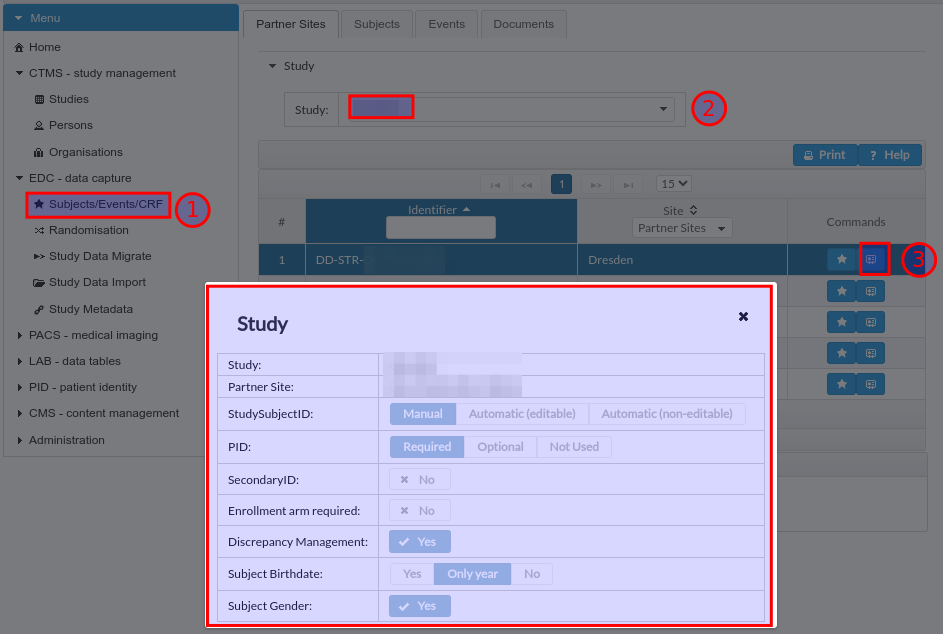 Menu
Home
CTMS - study management
Studies
Persons
Organisations
EDC - data capture
Subjects/Events/CRF
1
Randomisation
Study Data Migrate
Study Data Import
Study Metadata
PACS - medical imaging
LAB - data tables
PID - patient identity
CMS - content management
Administration
Partner Sites Subjects Events Documents
Study
Study:
2
Print ? Help
1 15
# Identifier Site Commands
Partner Sites
1 DD-STR- Dresden
3
Study
Study:
Partner Site:
StudySubjectID: Manual Automatic (editable) Automatic (non-editable)
PID: Required Optional Not Used
SecondaryID: No
Enrollment arm required: No
Discrepancy Management: Yes
Subject Birthdate: Yes Only year No
Subject Gender: Yes